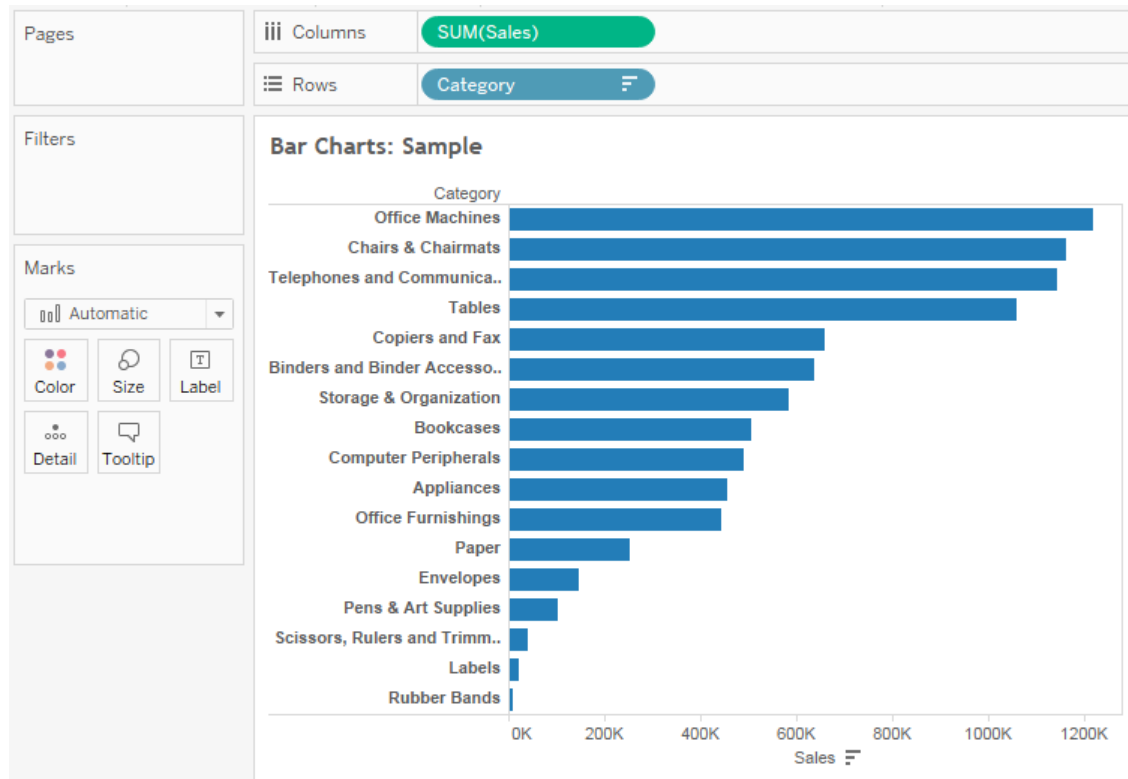 Pages
Columns
SUM(Sales)
Rows
Category
Filters
Marks
Automatic
Color
Size
Label
Detail
Tooltip
Bar Charts: Sample
Category
Office Machines
Chairs & Chairmats
Telephones and Communica..
Tables
Copiers and Fax
Binders and Binder Accesso..
Storage & Organization
Bookcases
Computer Peripherals
Appliances
Office Furnishings
Paper
Envelopes
Pens & Art Supplies
Scissors, Rulers and Trimm..
Labels
Rubber Bands
0K 200K 400K 600K 800K 1000K 1200K
Sales